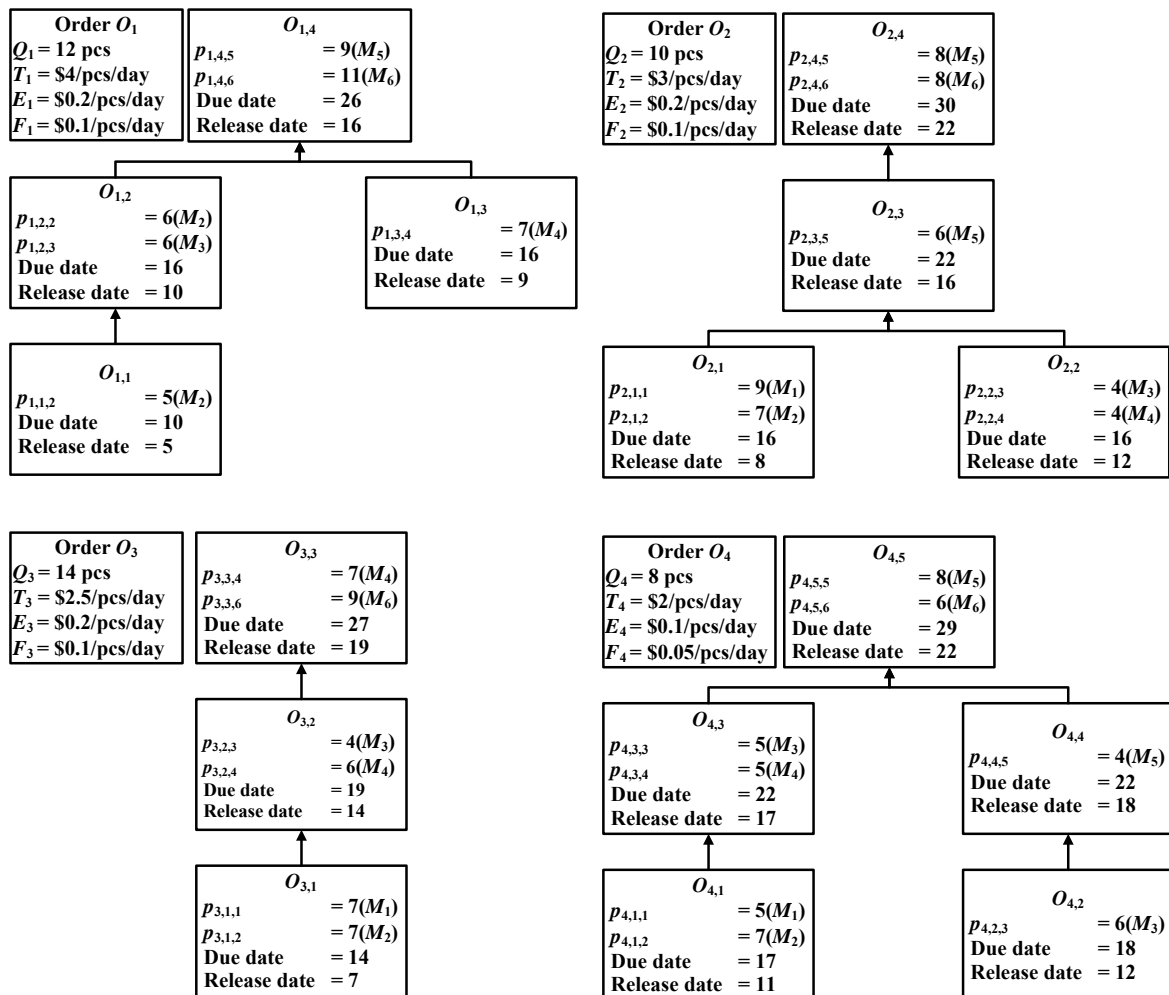 Order O1
Q1 = 12 pcs
T1 = $4/pcs/day
E1 = $0.2/pcs/day
F1 = $0.1/pcs/day
O1,4
p1,4,5 = 9(M5)
p1,4,6 = 11(M6)
Due date = 26
Release date = 16
O1,2
p1,2,2 = 6(M2)
p1,2,3 = 6(M3)
Due date = 16
Release date = 10
O1,3
p1,3,4 = 7(M4)
Due date = 16
Release date = 9
O1,1
p1,1,2 = 5(M2)
Due date = 10
Release date = 5
Order O2
Q2 = 10 pcs
T2 = $3/pcs/day
E2 = $0.2/pcs/day
F2 = $0.1/pcs/day
O2,4
p2,4,5 = 8(M5)
p2,4,6 = 8(M6)
Due date = 30
Release date = 22
O2,3
p2,3,5 = 6(M5)
Due date = 22
Release date = 16
O2,1
p2,1,1 = 9(M1)
p2,1,2 = 7(M2)
Due date = 16
Release date = 8
O2,2
p2,2,3 = 4(M3)
p2,2,4 = 4(M4)
Due date = 16
Release date = 12
Order O3
Q3 = 14 pcs
T3 = $2.5/pcs/day
E3 = $0.2/pcs/day
F3 = $0.1/pcs/day
O3,3
p3,3,4 = 7(M4)
p3,3,6 = 9(M6)
Due date = 27
Release date = 19
O3,2
p3,2,3 = 4(M3)
p3,2,4 = 6(M4)
Due date = 19
Release date = 14
O3,1
p3,1,1 = 7(M1)
p3,1,2 = 7(M2)
Due date = 14
Release date = 7
Order O4
Q4 = 8 pcs
T4 = $2/pcs/day
E4 = $0.1/pcs/day
F4 = $0.05/pcs/day
O4,5
p4,5,5 = 8(M5)
p4,5,6 = 6(M6)
Due date = 29
Release date = 22
O4,3
p4,3,3 = 5(M3)
p4,3,4 = 5(M4)
Due date = 22
Release date = 17
O4,4
p4,4,5 = 4(M5)
Due date = 22
Release date = 18
O4,1
p4,1,1 = 5(M1)
p4,1,2 = 7(M2)
Due date = 17
Release date = 11
O4,2
p4,2,3 = 6(M3)
Due date = 18
Release date = 12